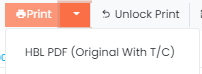 Print Unlock Print
HBL PDF (Original With T/C)